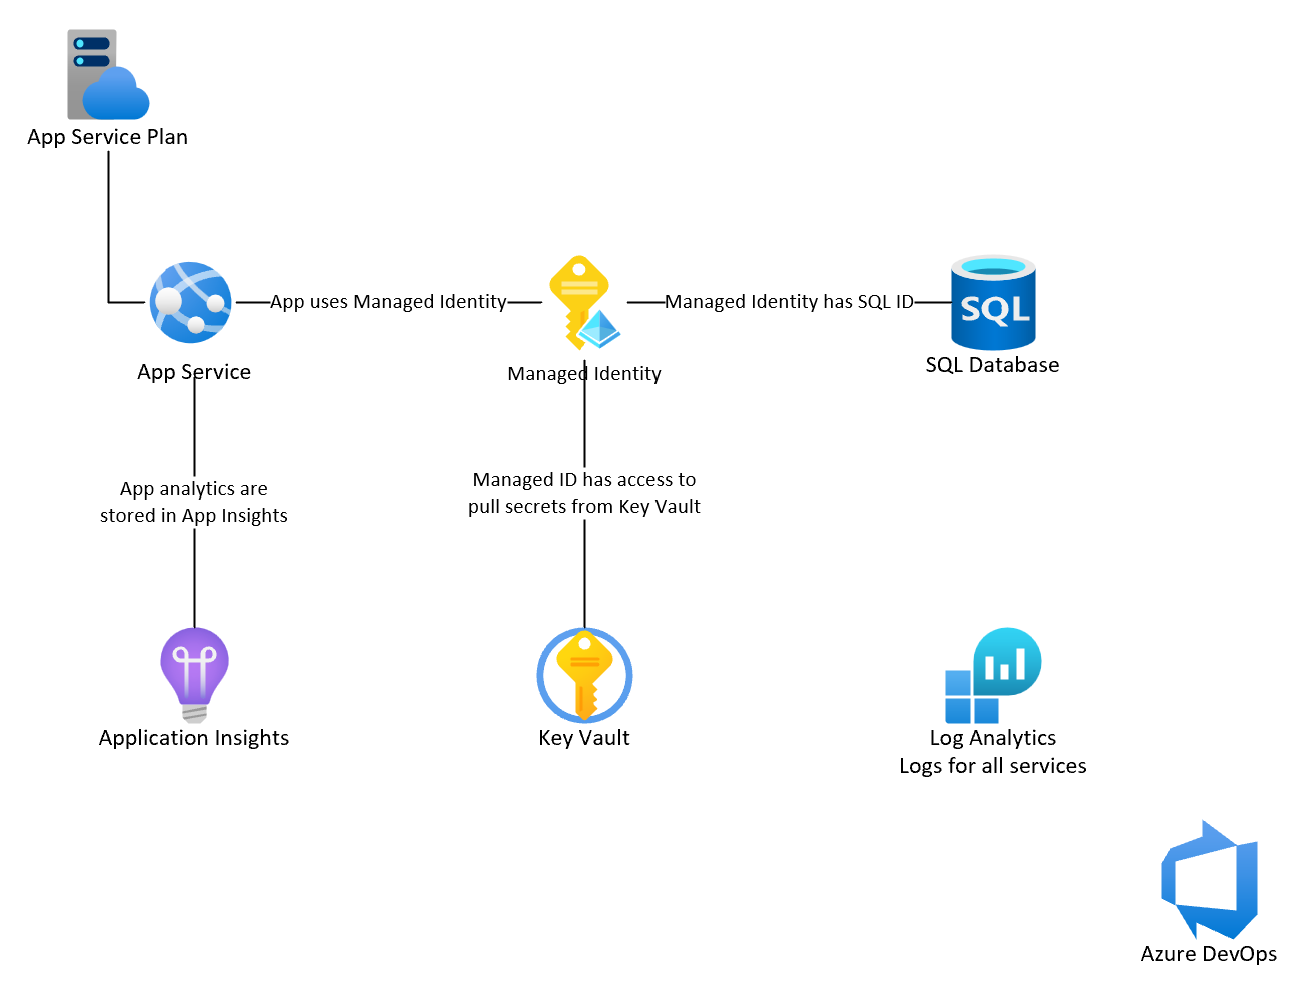 App Service Plan
App uses Managed Identity
Managed Identity has SQL ID
SQL
App Service
Managed Identity
SQL Database
App analytics are
stored in App Insights
Managed ID has access to
pull secrets from Key Vault
Application Insights
Key Vault
Log Analytics
Logs for all services
Azure DevOps